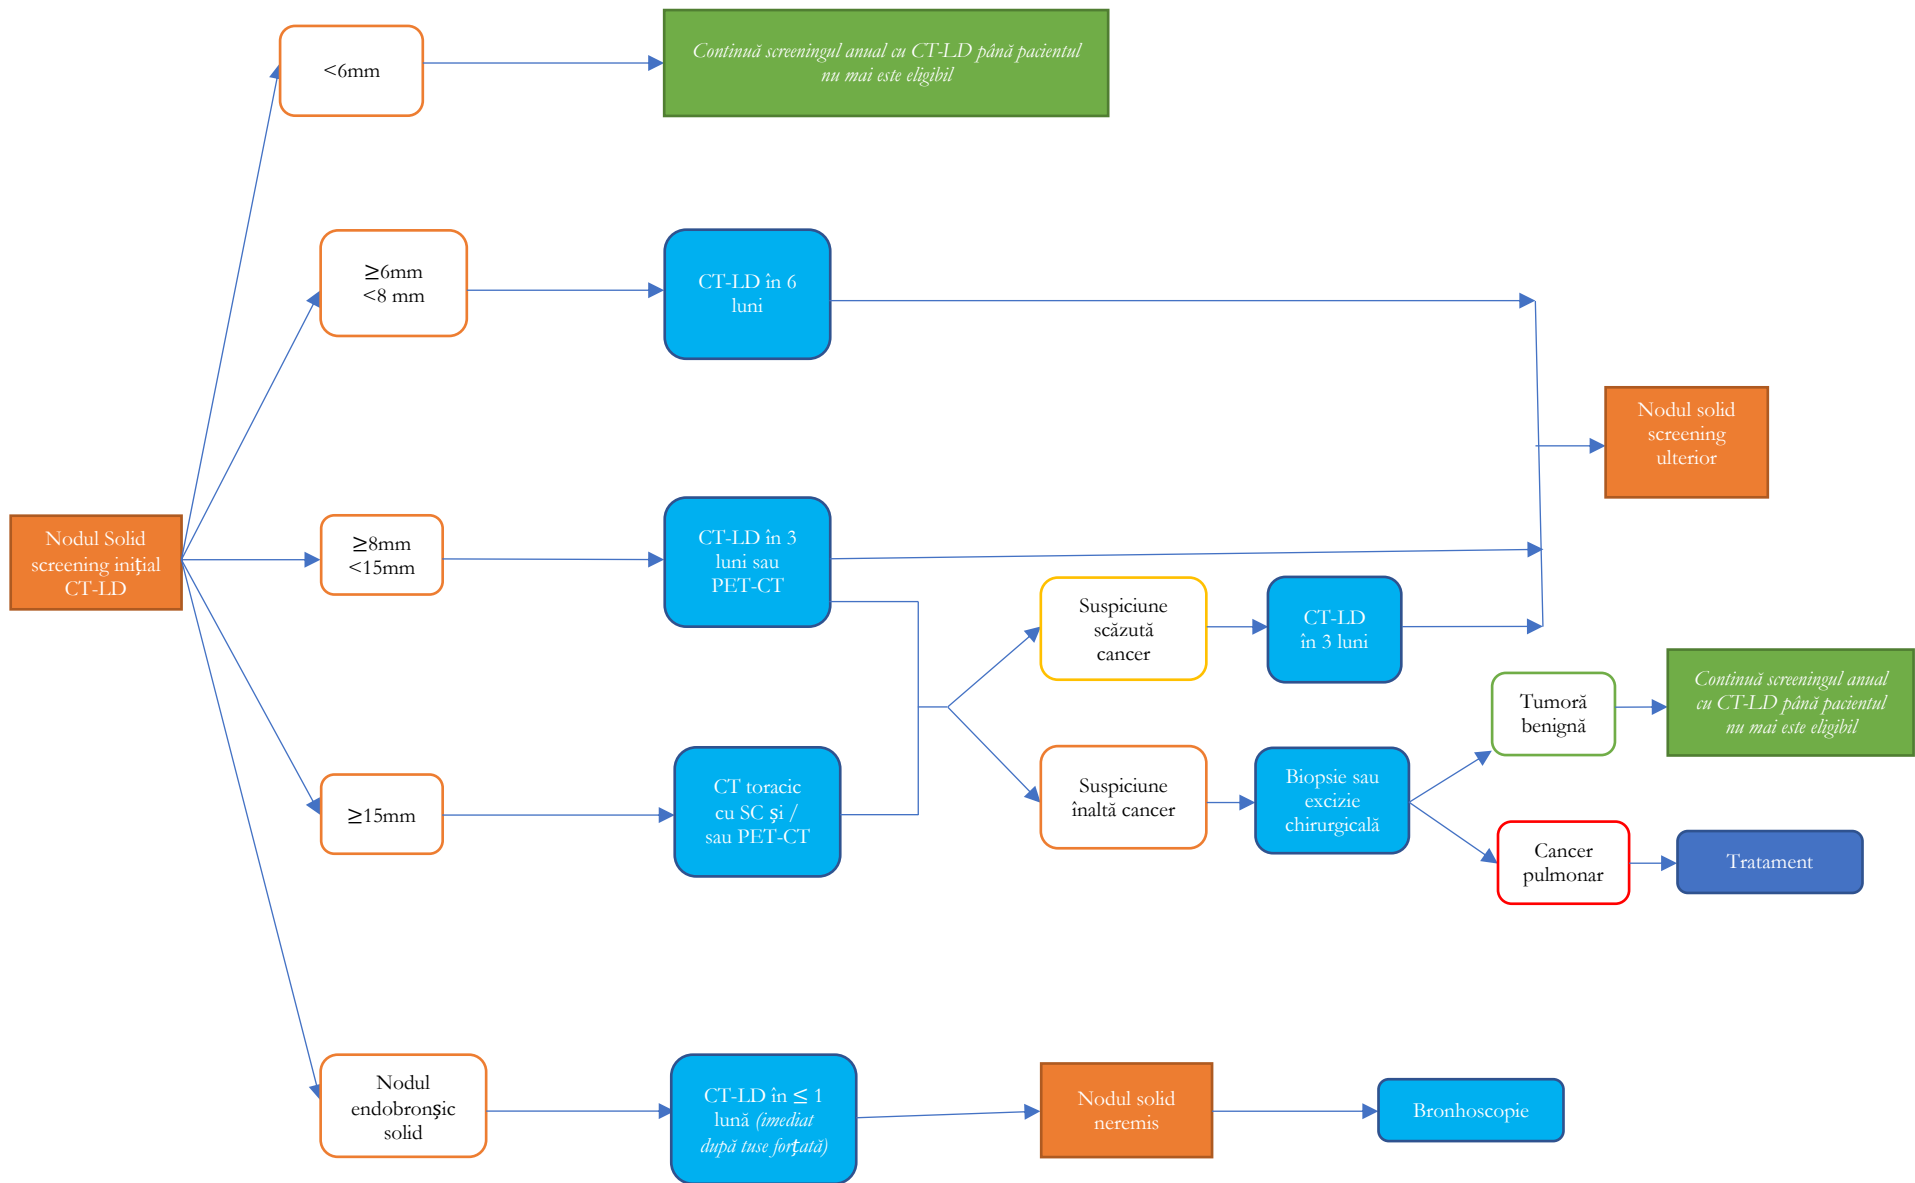 <6mm
Continuă screeningul anual cu CT-LD până pacientul
nu mai este eligibil
≥6mm
<8 mm
CT-LD în 6
luni
Nodul solid
screening
ulterior
Nodul Solid
screening inițial
CT-LD
≥8mm
<15mm
CT-LD în 3
luni sau
PET-CT
Suspiciune
scăzută
cancer
CT-LD
în 3 luni
Tumoră
benignă
Continuă screeningul anual
cu CT-LD până pacientul
nu mai este eligibil
≥15mm
CT toracic
cu SC și /
sau PET-CT
Suspiciune
înaltă cancer
Biopsie sau
excizie
chirurgicală
Cancer
pulmonar
Tratament
Nodul
endobronșic
solid
CT-LD în ≤ 1
lună (imediat
după tuse forțată)
Nodul solid
neremis
Bronhoscopie